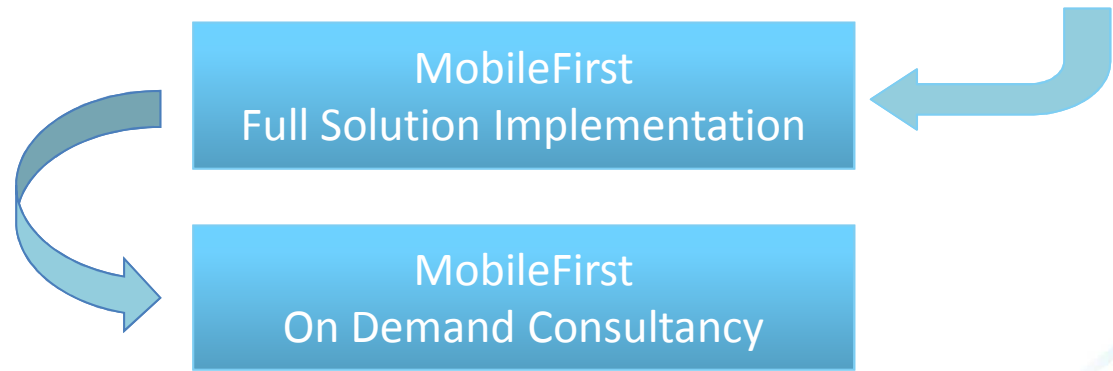 MobileFirst
Full Solution Implementation
MobileFirst
On Demand Consultancy